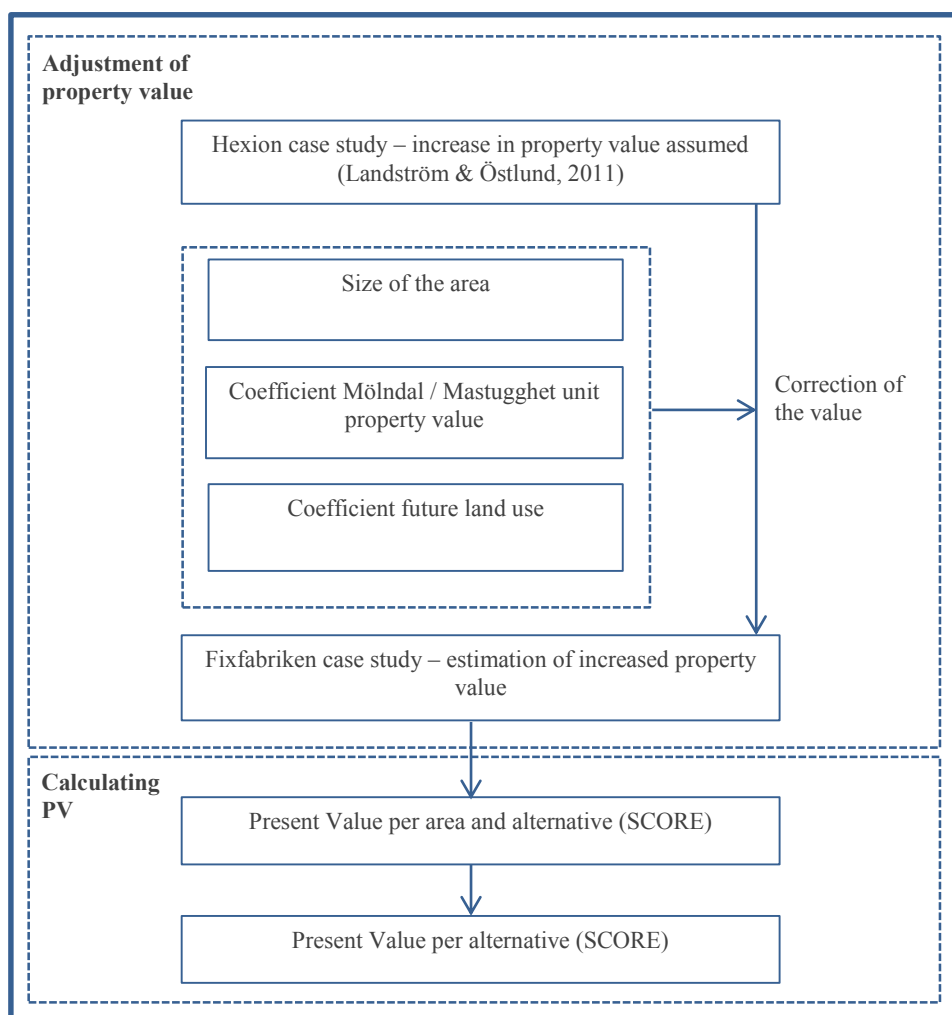 Adjustment of
property value
Hexion case study – increase in property value assumed
(Landström & Östlund, 2011)
Size of the area
Coefficient Mölndal / Mastugghet unit
property value
Correction of
the value
Coefficient future land use
Fixfabriken case study – estimation of increased property
value
Calculating
PV
Present Value per area and alternative (SCORE)
Present Value per alternative (SCORE)